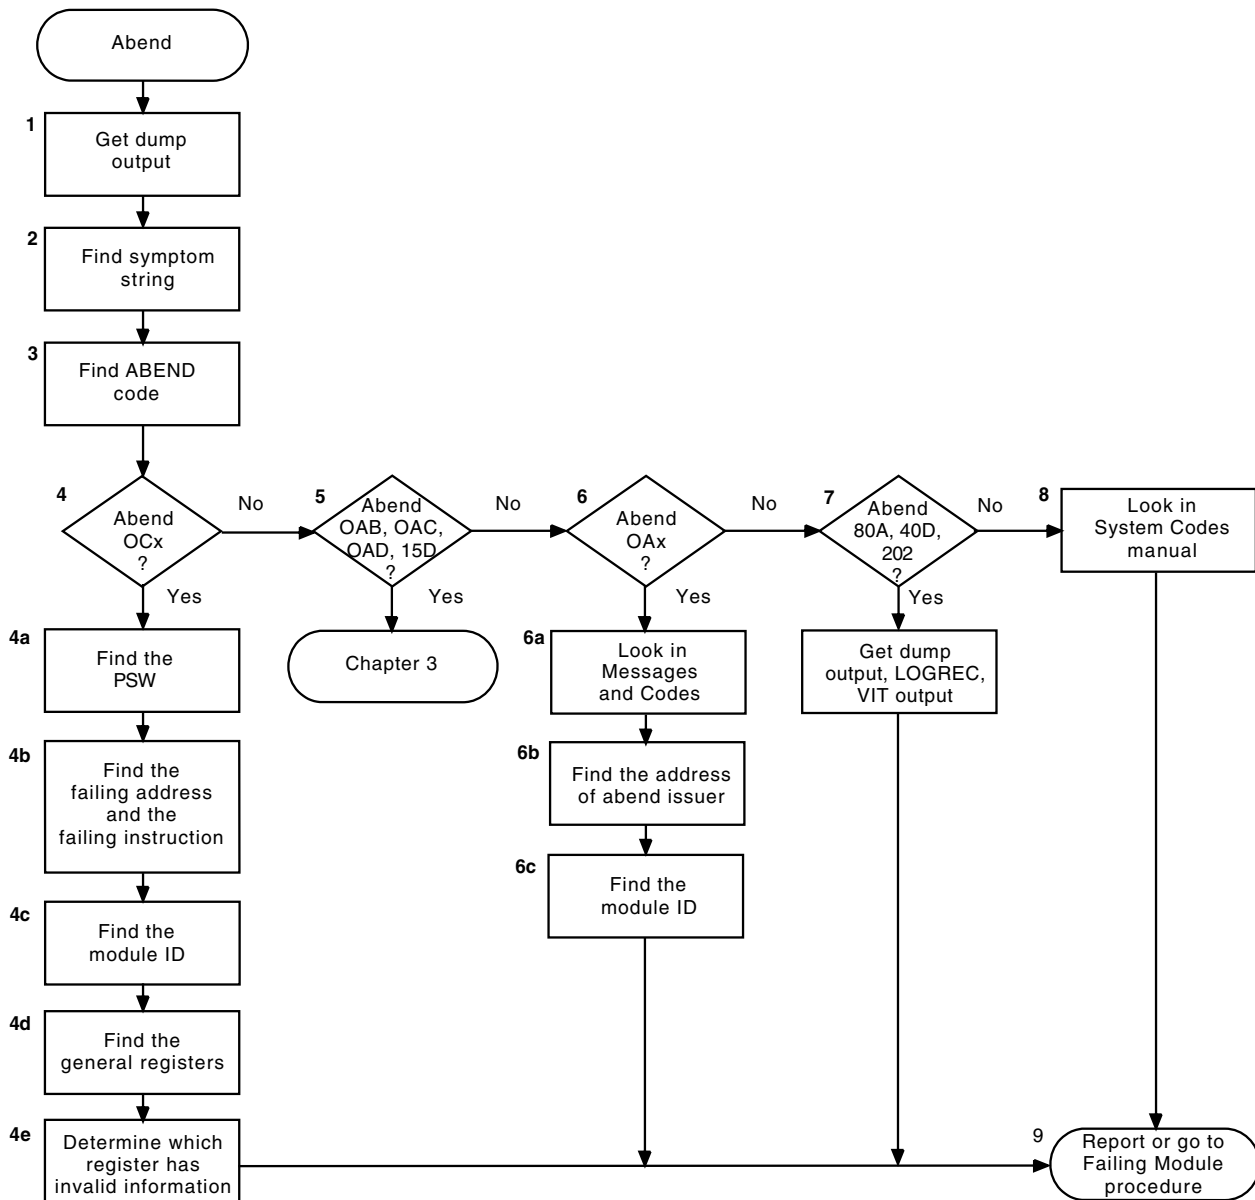 Abend
1
Get dump
output
2
Find symptom
string
3
Find ABEND
code
4
Abend
OCx
?
No
Yes
5
Abend
OAB, OAC,
OAD, 15D
?
No
Yes
Chapter 3
6
Abend
OAx
?
No
Yes
7
Abend
80A, 40D,
202
?
No
Yes
8
Look in
System Codes
manual
4a
Find the
PSW
6a
Look in
Messages
and Codes
Get dump
output, LOGREC,
VIT output
4b
Find the
failing address
and the
failing instruction
6b
Find the address
of abend issuer
4c
Find the
module ID
6c
Find the
module ID
4d
Find the
general registers
4e
Determine which
register has
invalid information
9
Report or go to
Failing Module
procedure